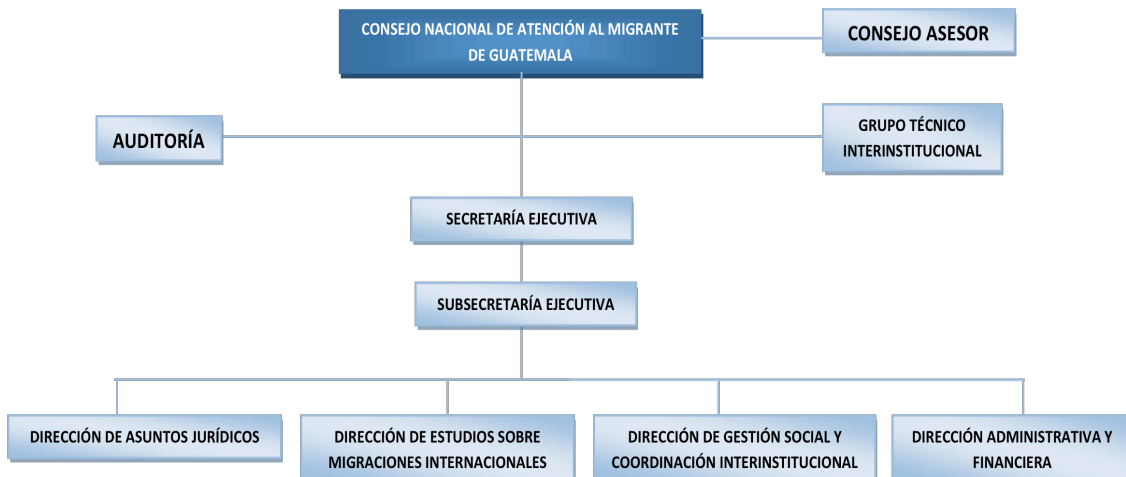 CONSEJO NACIONAL DE ATENCIÓN AL MIGRANTE
DE GUATEMALA
CONSEJO ASESOR
AUDITORÍA
GRUPO TÉCNICO
INTERINSTITUCIONAL
SECRETARÍA EJECUTIVA
SUBSECRETARÍA EJECUTIVA
DIRECCIÓN DE ASUNTOS JURÍDICOS
DIRECCIÓN DE ESTUDIOS SOBRE
MIGRACIONES INTERNACIONALES
DIRECCIÓN DE GESTIÓN SOCIAL Y
COORDINACIÓN INTERINSTITUCIONAL
DIRECCIÓN ADMINISTRATIVA Y
FINANCIERA